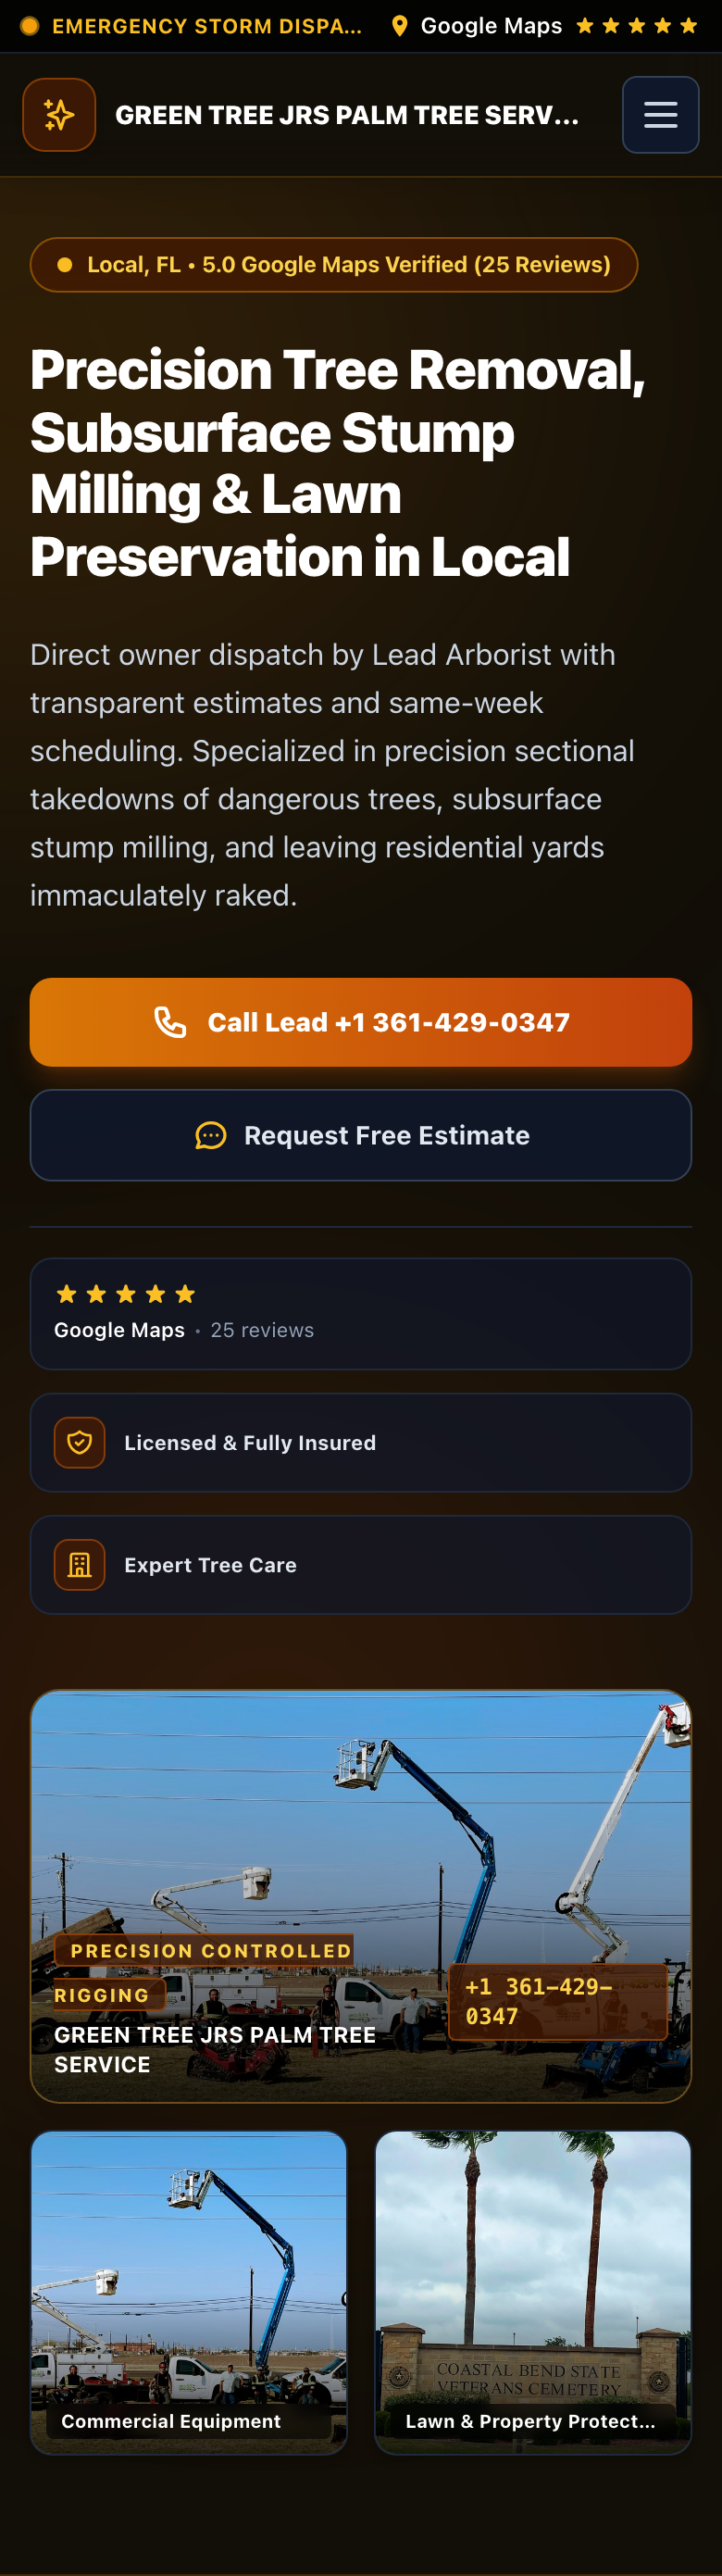 EMERGENCY STORM DISPA...
Google Maps
GREEN TREE JRS PALM TREE SERV...
Local, FL • 5.0 Google Maps Verified (25 Reviews)
Precision Tree Removal,
Subsurface Stump
Milling & Lawn
Preservation in Local
Direct owner dispatch by Lead Arborist with
transparent estimates and same-week
scheduling. Specialized in precision sectional
takedowns of dangerous trees, subsurface
stump milling, and leaving residential yards
immaculately raked.
Call Lead +1 361-429-0347
Request Free Estimate
Google Maps • 25 reviews
Licensed & Fully Insured
Expert Tree Care
PRECISION CONTROLLED
RIGGING
GREEN TREE JRS PALM TREE
SERVICE
+1 361-429-
0347
Commercial Equipment
COASTAL BEND STATE
VETERANS CEMETERY
Lawn & Property Protect...